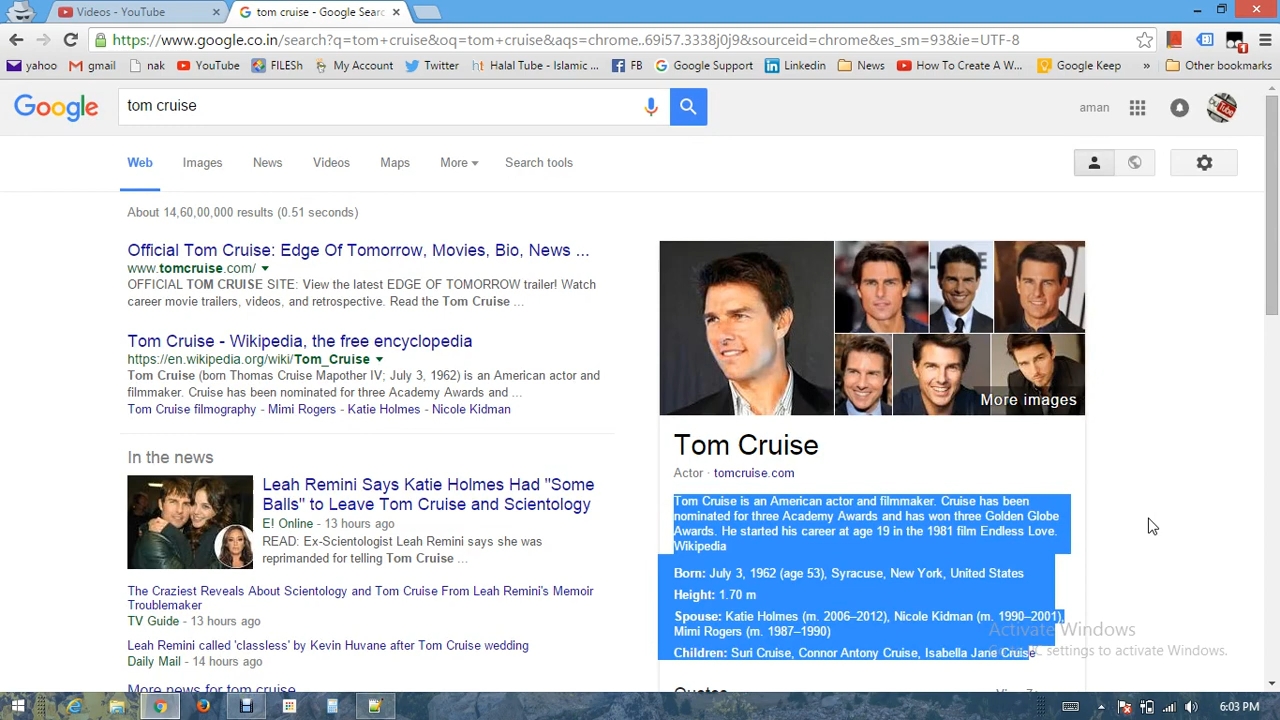 Videos - YouTube
tom cruise - Google Searc
https://www.google.co.in/search?q=tom+cruise&oq=tom+cruise&aqs=chrome..69i57.3338j0j9&sourceid=chrome&es_sm=93&ie=UTF-8
yahoo gmail nak YouTube FILESh My Account Twitter Halal Tube - Islamic ... FB Google Support Linkedin News How To Create A W... Google Keep » Other bookmarks
Google tom cruise aman
Web Images News Videos Maps More Search tools
About 14,60,00,000 results (0.51 seconds)
Official Tom Cruise: Edge Of Tomorrow, Movies, Bio, News ...
www.tomcruise.com/
OFFICIAL TOM CRUISE SITE: View the latest EDGE OF TOMORROW trailer! Watch
career movie trailers, videos, and retrospective. Read the Tom Cruise ...
Tom Cruise - Wikipedia, the free encyclopedia
https://en.wikipedia.org/wiki/Tom_Cruise
Tom Cruise (born Thomas Cruise Mapother IV; July 3, 1962) is an American actor and
filmmaker. Cruise has been nominated for three Academy Awards and ...
Tom Cruise filmography - Mimi Rogers - Katie Holmes - Nicole Kidman
In the news
Leah Remini Says Katie Holmes Had "Some
Balls" to Leave Tom Cruise and Scientology
E! Online - 13 hours ago
READ: Ex-Scientologist Leah Remini says she was
reprimanded for telling Tom Cruise ...
The Craziest Reveals About Scientology and Tom Cruise From Leah Remini's Memoir
Troublemaker
TV Guide - 13 hours ago
Leah Remini called 'classless' by Kevin Huvane after Tom Cruise wedding
Daily Mail - 14 hours ago
More news for tom cruise
More images
Tom Cruise
Actor · tomcruise.com
Tom Cruise is an American actor and filmmaker. Cruise has been
nominated for three Academy Awards and has won three Golden Globe
Awards. He started his career at age 19 in the 1981 film Endless Love.
Wikipedia
Born: July 3, 1962 (age 53), Syracuse, New York, United States
Height: 1.70 m
Spouse: Katie Holmes (m. 2006–2012), Nicole Kidman (m. 1990–2001),
Mimi Rogers (m. 1987–1990)
Children: Suri Cruise, Connor Antony Cruise, Isabella Jane Cruise
Activate Windows
Go to PC settings to activate Windows.
Quotes
6:03 PM